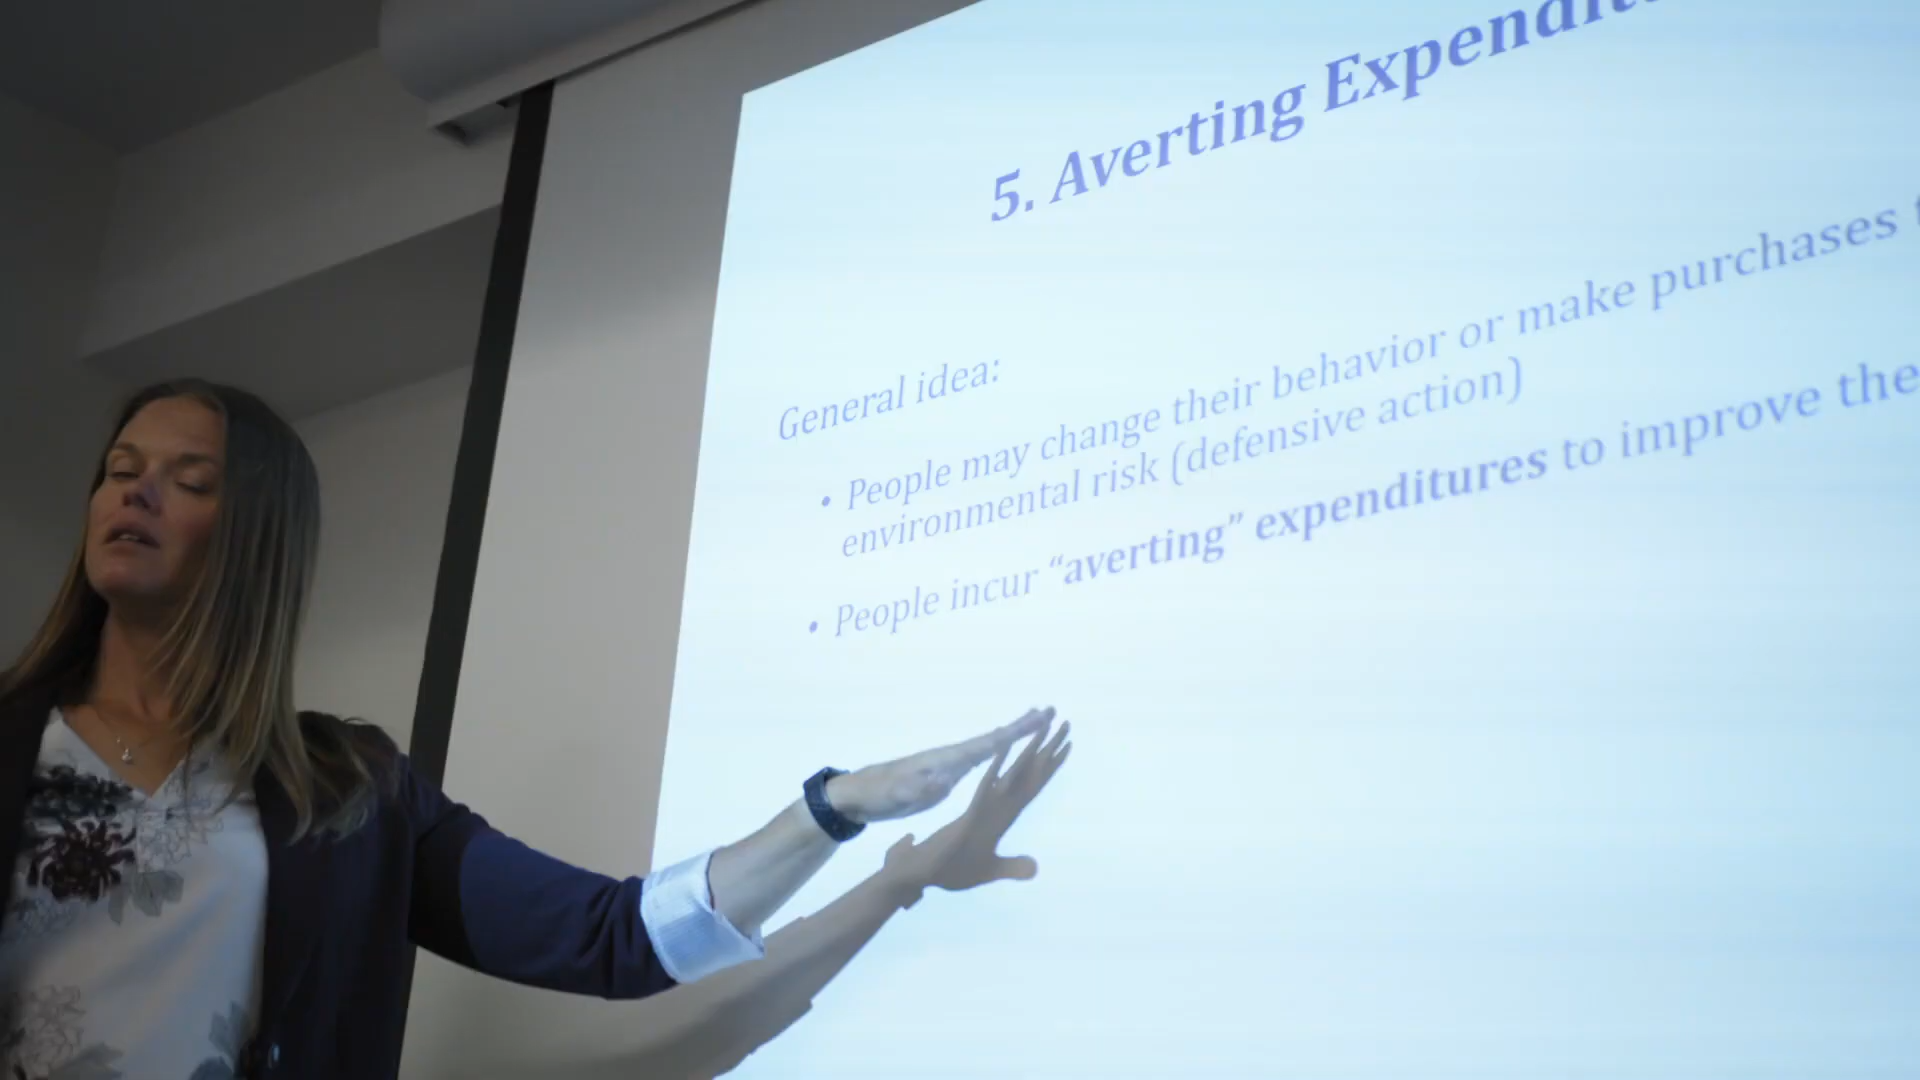 5. Averting
General idea:
• People may change their behavior or make purchases
environmental risk (defensive action)
• People incur “averting” expenditures to improve the